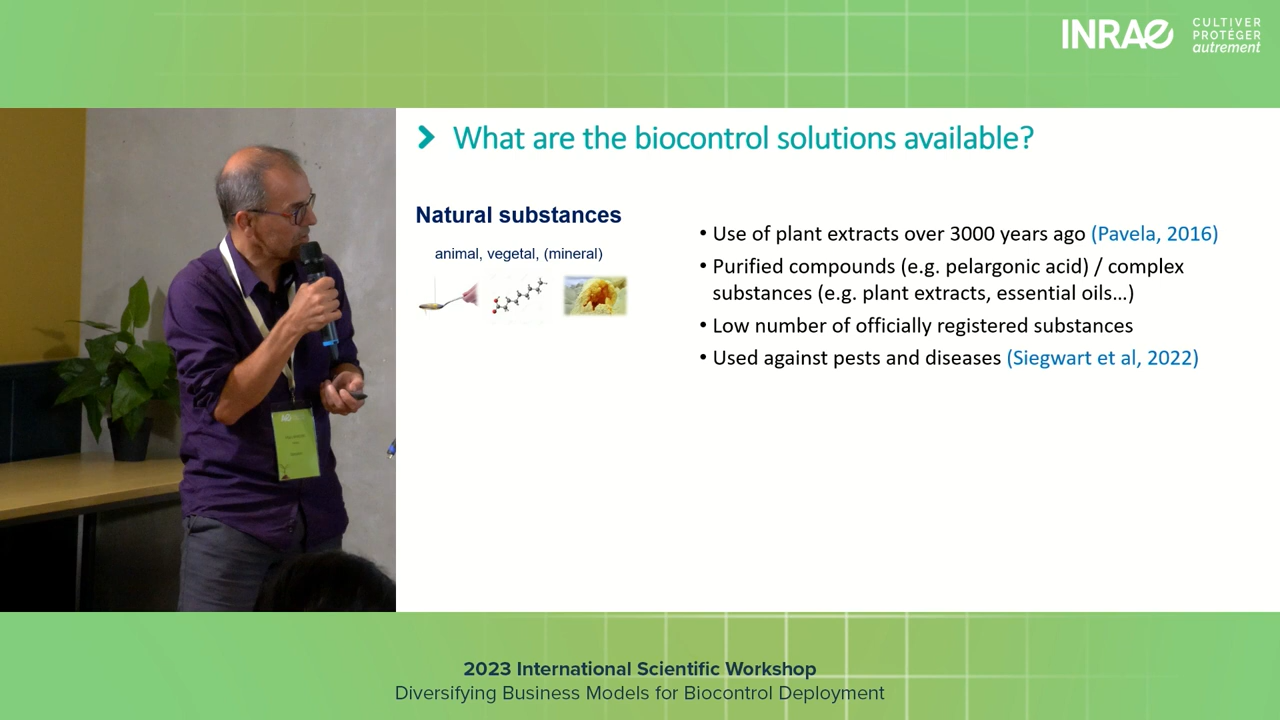 INRAE
CULTIVER
PROTÉGER
autrement
What are the biocontrol solutions available?
Natural substances
animal, vegetal, (mineral)
• Use of plant extracts over 3000 years ago (Pavela, 2016)
• Purified compounds (e.g. pelargonic acid) / complex
substances (e.g. plant extracts, essential oils…)
• Low number of officially registered substances
• Used against pests and diseases (Siegwart et al, 2022)
2023 International Scientific Workshop
Diversifying Business Models for Biocontrol Deployment